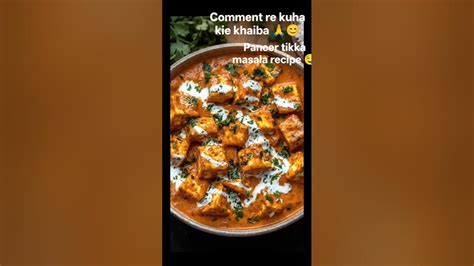 Comment re kuha
kie khaiba 🙏😊
Paneer tikka
masala recipe